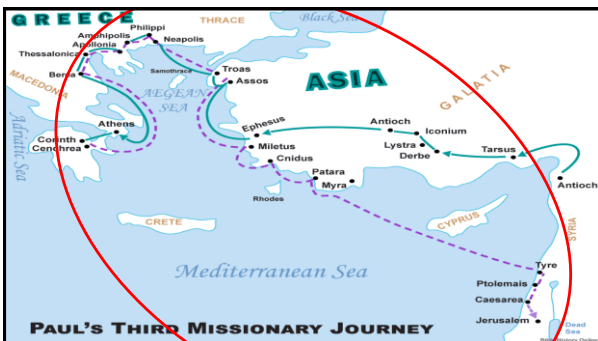 GREECE
THRACE
Black Sea
Philippi
Amphipolis
Neapolis
Apollonia
Thessalonica
Samothrace
Troas
Berea
Assos
MACEDONIA
AEGEAN
SEA
ASIA
GALATIA
Adriatic Sea
Athens
Ephesus
Antioch
Iconium
Corinth
Cenchrea
Miletus
Lystra
Derbe
Tarsus
Cnidus
Patara
Myra
Antioch
Rhodes
CRETE
CYPRUS
SYRIA
Mediterranean Sea
Tyre
Ptolemais
Caesarea
Jerusalem
Dead
Sea
PAUL'S THIRD MISSIONARY JOURNEY
History Online